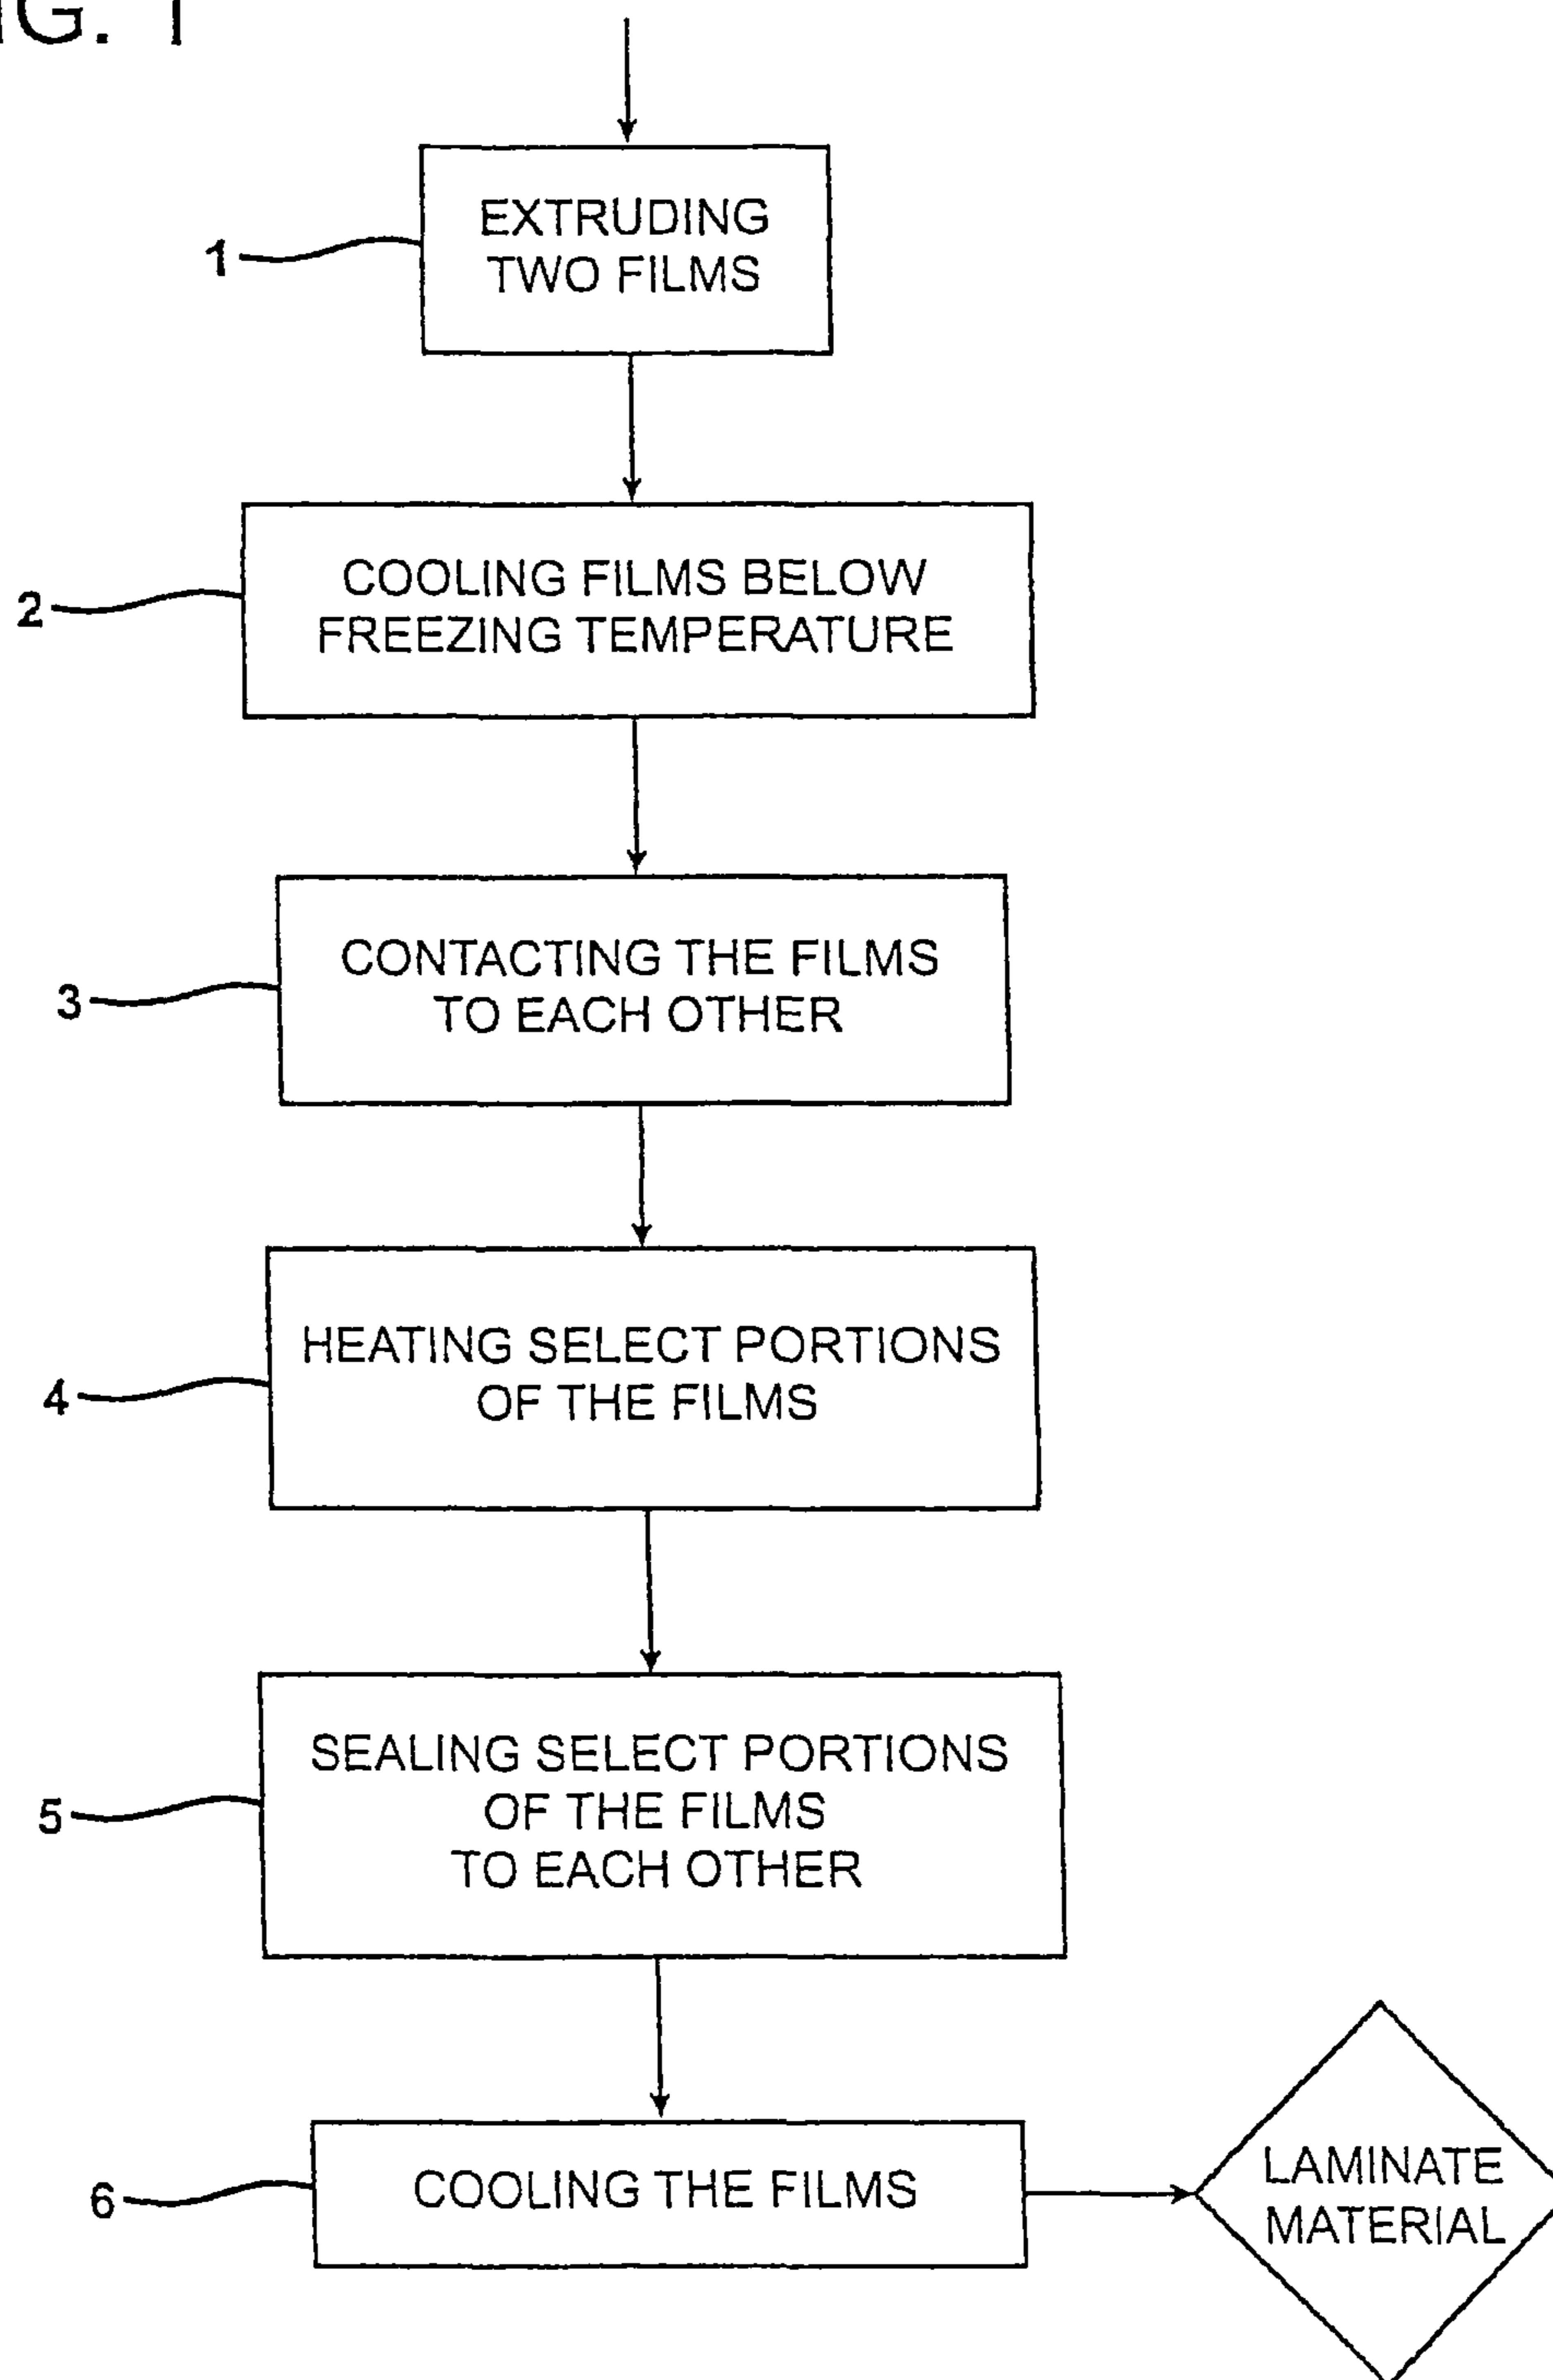 G. 1
1
EXTRUDING
TWO FILMS
2
COOLING FILMS BELOW
FREEZING TEMPERATURE
3
CONTACTING THE FILMS
TO EACH OTHER
4
HEATING SELECT PORTIONS
OF THE FILMS
5
SEALING SELECT PORTIONS
OF THE FILMS
TO EACH OTHER
6
COOLING THE FILMS
LAMINATE
MATERIAL